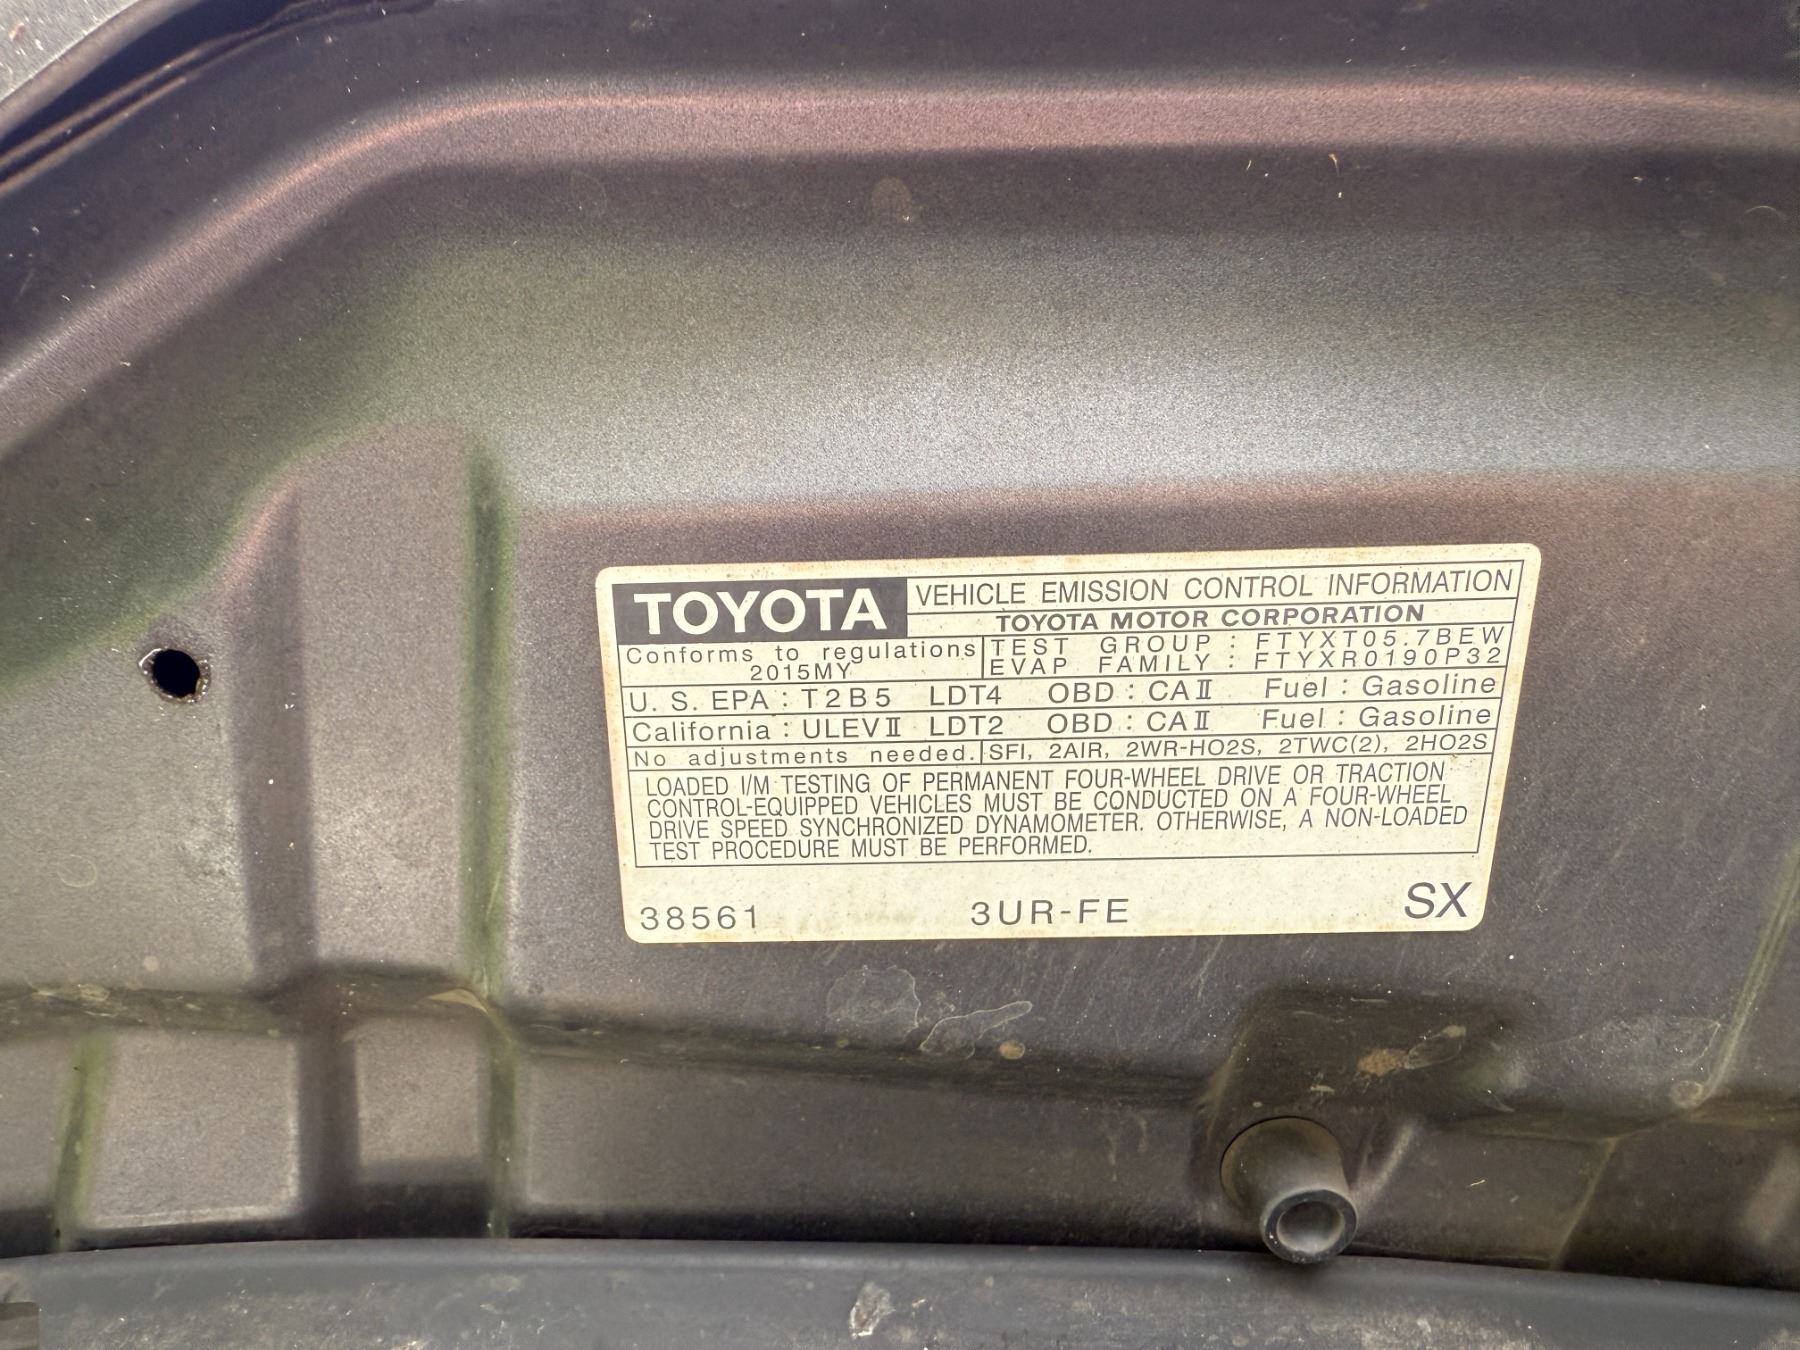 TOYOTA VEHICLE EMISSION CONTROL INFORMATION
TOYOTA MOTOR CORPORATION
Conforms to regulations
2015MY
TEST GROUP : FTYXT05.7BEW
EVAP FAMILY : FTYXR0190P32
U. S. EPA : T2B5 LDT4 OBD : CAⅡ Fuel : Gasoline
California : ULEVⅡ LDT2 OBD : CAⅡ Fuel : Gasoline
No adjustments needed. SFI, 2AIR, 2WR-HO2S, 2TWC(2), 2HO2S
LOADED I/M TESTING OF PERMANENT FOUR-WHEEL DRIVE OR TRACTION
CONTROL-EQUIPPED VEHICLES MUST BE CONDUCTED ON A FOUR-WHEEL
DRIVE SPEED SYNCHRONIZED DYNAMOMETER. OTHERWISE, A NON-LOADED
TEST PROCEDURE MUST BE PERFORMED.
38561 3UR-FE SX